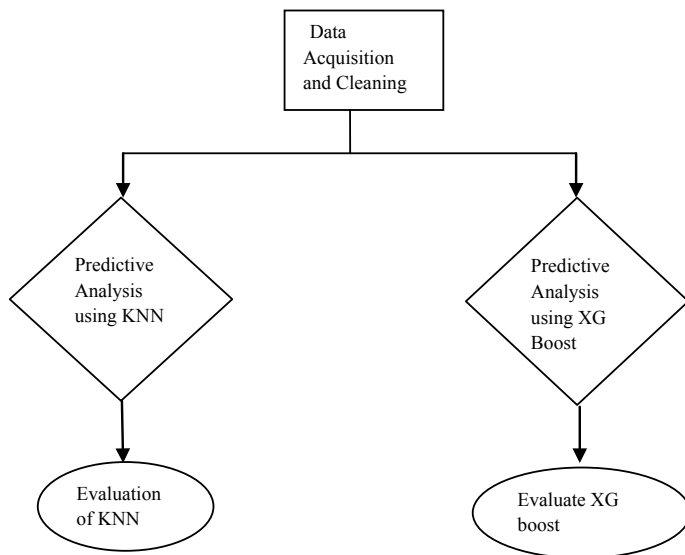 Data
Acquisition
and Cleaning
Predictive
Analysis
using KNN
Predictive
Analysis
using XG
Boost
Evaluation
of KNN
Evaluate XG
boost